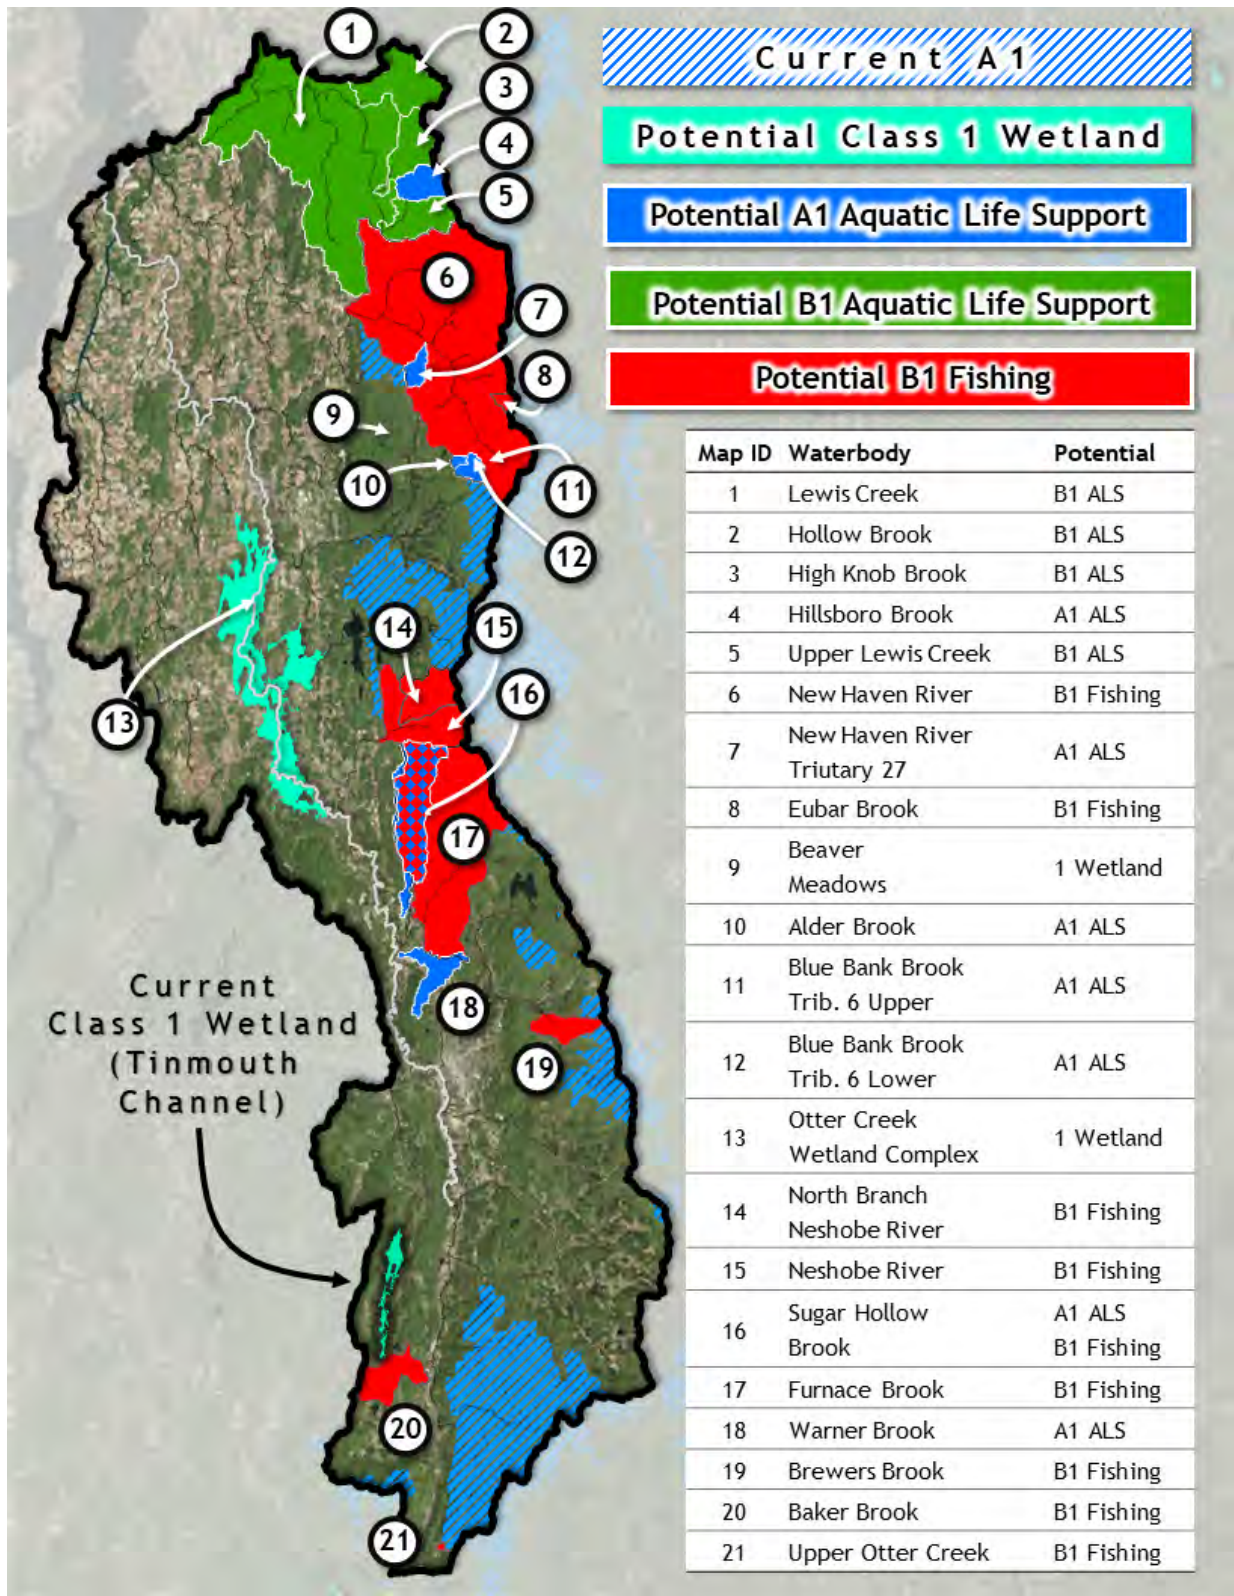 1
2
3
4
5
6
7
8
9
10
11
12
13
14
15
16
17
18
19
20
21
Current
Class 1 Wetland
(Tinmouth
Channel)
Current A1
Potential Class 1 Wetland
Potential A1 Aquatic Life Support
Potential B1 Aquatic Life Support
Potential B1 Fishing
Map ID Waterbody Potential
1 Lewis Creek B1 ALS
2 Hollow Brook B1 ALS
3 High Knob Brook B1 ALS
4 Hillsboro Brook A1 ALS
5 Upper Lewis Creek B1 ALS
6 New Haven River B1 Fishing
7 New Haven River A1 ALS
Triutary 27
8 Eubar Brook B1 Fishing
9 Beaver 1 Wetland
Meadows
10 Alder Brook A1 ALS
11 Blue Bank Brook A1 ALS
Trib. 6 Upper
12 Blue Bank Brook A1 ALS
Trib. 6 Lower
13 Otter Creek 1 Wetland
Wetland Complex
14 North Branch B1 Fishing
Neshobe River
15 Neshobe River B1 Fishing
16 Sugar Hollow A1 ALS
Brook B1 Fishing
17 Furnace Brook B1 Fishing
18 Warner Brook A1 ALS
19 Brewers Brook B1 Fishing
20 Baker Brook B1 Fishing
21 Upper Otter Creek B1 Fishing